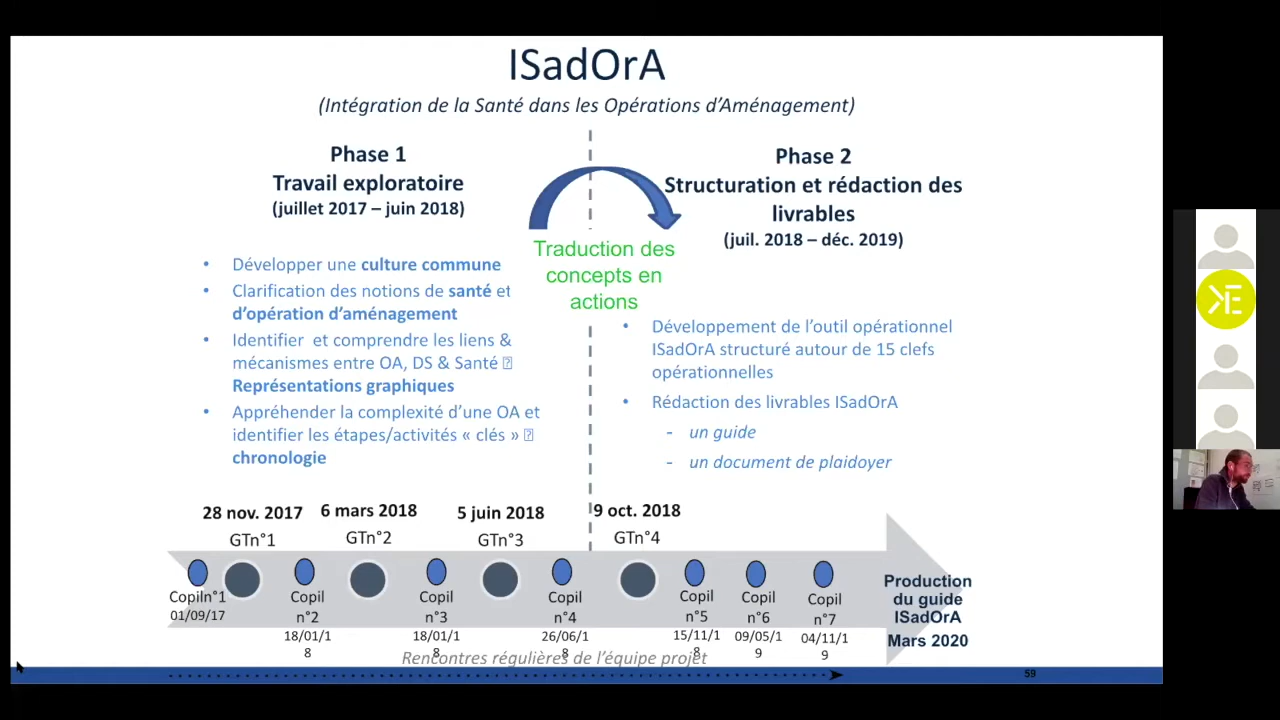 ISadOrA
(Intégration de la Santé dans les Opérations d'Aménagement)
Phase 1
Travail exploratoire
(juillet 2017 – juin 2018)
• Développer une culture commune
• Clarification des notions de santé et
d'opération d'aménagement
• Identifier et comprendre les liens &
mécanismes entre OA, DS & Santé
Représentations graphiques
• Appréhender la complexité d'une OA et
identifier les étapes/activités « clés »
chronologie
Traduction des
concepts en
actions
Phase 2
Structuration et rédaction des
livrables
(juil. 2018 – déc. 2019)
• Développement de l'outil opérationnel
ISadOrA structuré autour de 15 clefs
opérationnelles
• Rédaction des livrables ISadOrA
- un guide
- un document de plaidoyer
28 nov. 2017
GTn°1
6 mars 2018
GTn°2
5 juin 2018
GTn°3
9 oct. 2018
GTn°4
Copiln°1
01/09/17
Copil
n°2
18/01/1
8
Copil
n°3
18/01/1
8
Copil
n°4
26/06/1
8
Copil
n°5
15/11/1
8
Copil
n°6
09/05/1
9
Copil
n°7
04/11/1
9
Production
du guide
ISadOrA
Mars 2020
Rencontres régulières de l'équipe projet
59
KE